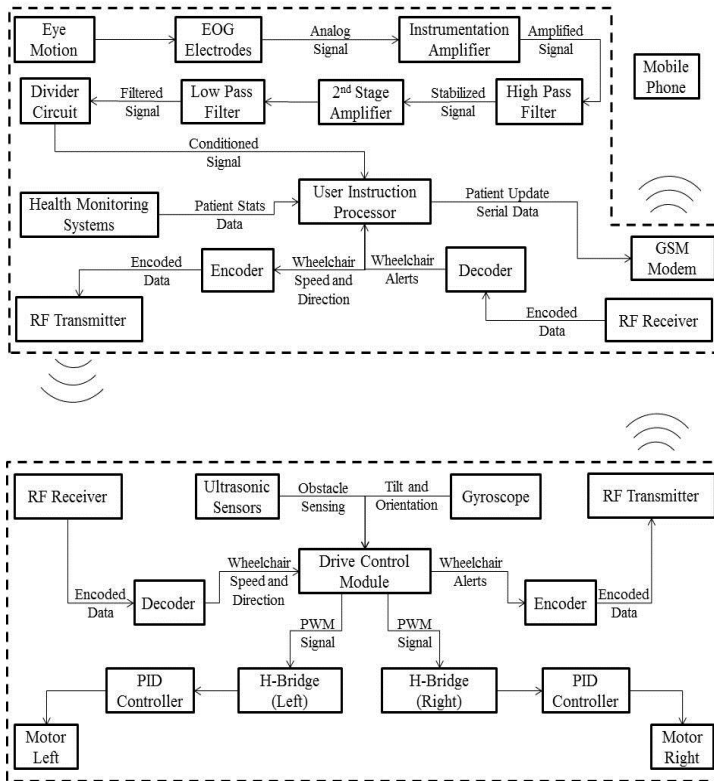 Eye
Motion
EOG
Electrodes
Analog
Signal
Instrumentation
Amplifier
Amplified
Signal
Mobile
Phone
Divider
Circuit
Filtered
Signal
Low Pass
Filter
2nd Stage
Amplifier
Stabilized
Signal
High Pass
Filter
Conditioned
Signal
Health Monitoring
Systems
Patient Stats
Data
User Instruction
Processor
Patient Update
Serial Data
GSM
Modem
Encoded
Data
Encoder
Wheelchair
Speed and
Direction
Wheelchair
Alerts
Decoder
RF Transmitter
Encoded
Data
RF Receiver
RF Receiver
Ultrasonic
Sensors
Obstacle
Sensing
Tilt and
Orientation
Gyroscope
RF Transmitter
Encoded
Data
Decoder
Wheelchair
Speed and
Direction
Drive Control
Module
Wheelchair
Alerts
Encoder
Encoded
Data
PWM
Signal
PWM
Signal
PID
Controller
H-Bridge
(Left)
H-Bridge
(Right)
PID
Controller
Motor
Left
Motor
Right